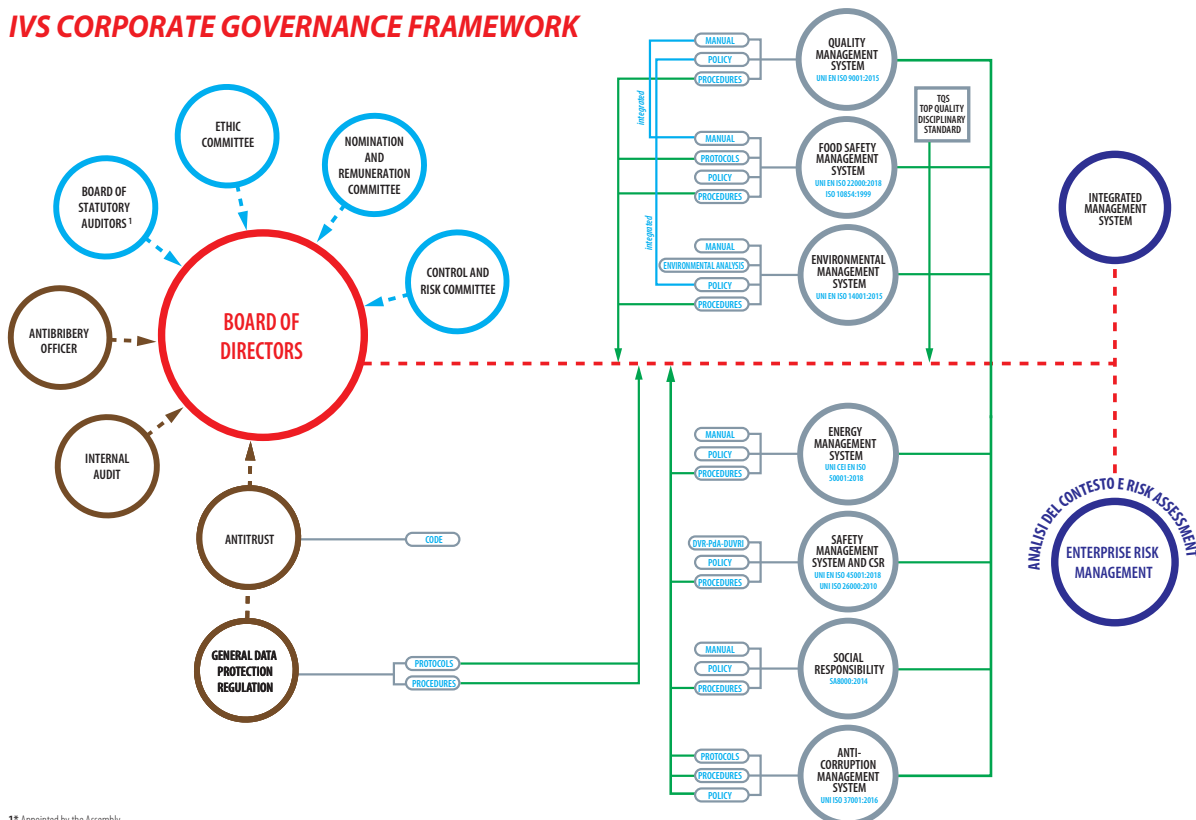 IVS CORPORATE GOVERNANCE FRAMEWORK
ETHIC
COMMITTEE
NOMINATION
AND
REMUNERATION
COMMITTEE
BOARD OF
STATUTORY
AUDITORS 1
CONTROL AND
RISK COMMITTEE
ANTIBRIBERY
OFFICER
BOARD OF
DIRECTORS
INTERNAL
AUDIT
ANTITRUST
CODE
GENERAL DATA
PROTECTION
REGULATION
PROTOCOLS
PROCEDURES
MANUAL
POLICY
PROCEDURES
QUALITY
MANAGEMENT
SYSTEM
UNI EN ISO 9001:2015
integrated
integrated
MANUAL
PROTOCOLS
POLICY
PROCEDURES
FOOD SAFETY
MANAGEMENT
SYSTEM
UNI EN ISO 22000:2018
ISO 10854:1999
TQS
TOP QUALITY
DISCIPLINARY
STANDARD
MANUAL
ENVIRONMENTAL ANALYSIS
POLICY
PROCEDURES
ENVIRONMENTAL
MANAGEMENT
SYSTEM
UNI EN ISO 14001:2015
MANUAL
POLICY
PROCEDURES
ENERGY
MANAGEMENT
SYSTEM
UNI CEI EN ISO
50001:2018
DVR-PdA-DUVRI
POLICY
PROCEDURES
SAFETY
MANAGEMENT
SYSTEM AND CSR
UNI EN ISO 45001:2018
UNI ISO 26000:2010
MANUAL
POLICY
PROCEDURES
SOCIAL
RESPONSIBILITY
SA8000:2014
PROTOCOLS
PROCEDURES
POLICY
ANTI-
CORRUPTION
MANAGEMENT
SYSTEM
UNI ISO 37001:2016
INTEGRATED
MANAGEMENT
SYSTEM
ANALISI DEL CONTESTO E RISK ASSESSMENT
ENTERPRISE RISK
MANAGEMENT
1* Appointed by the Assembly